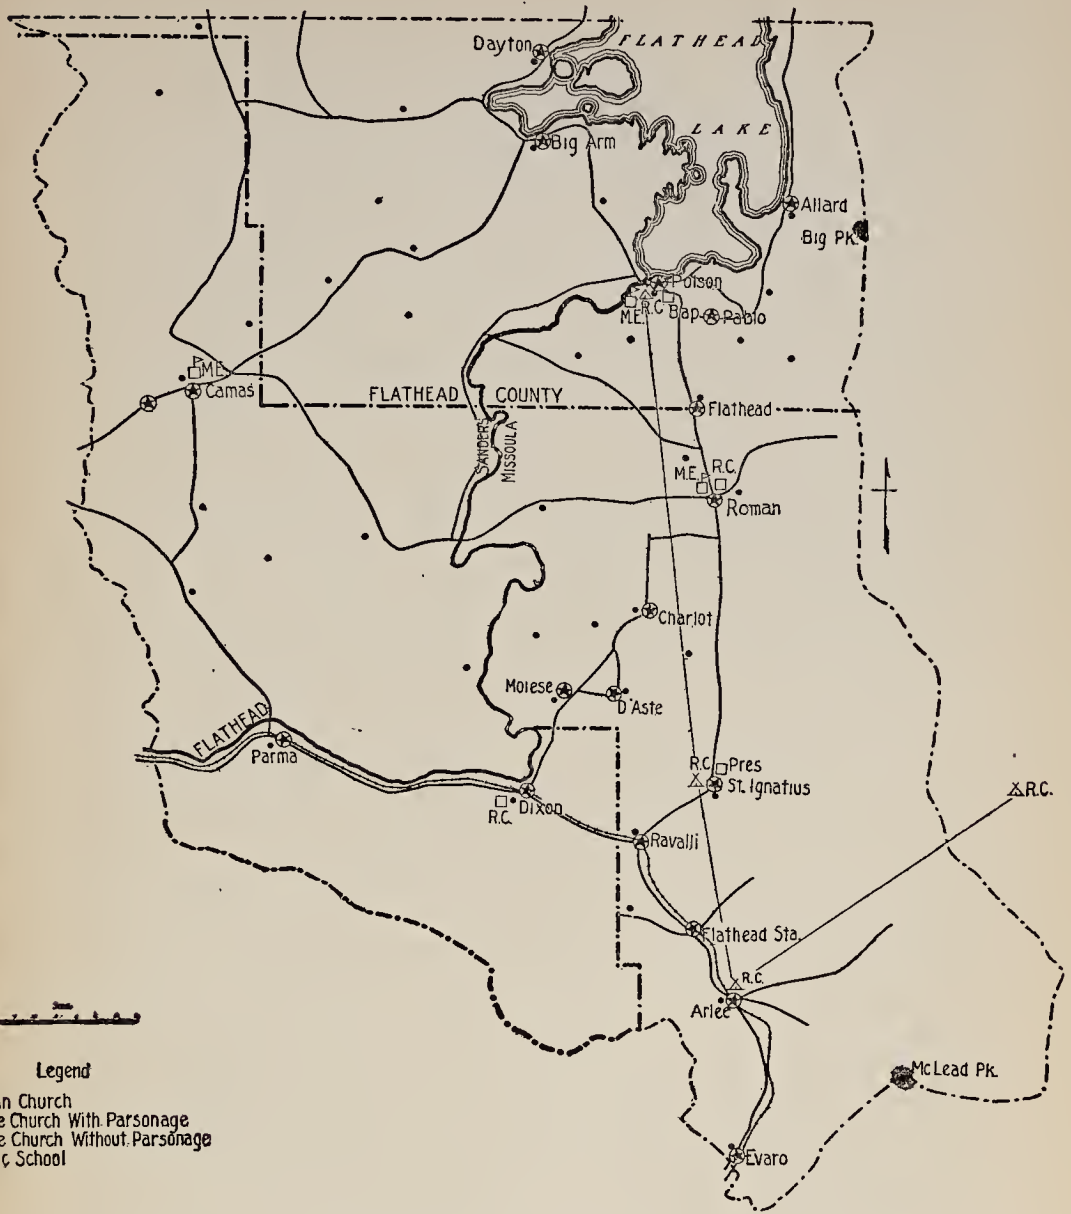 FLATHEAD
Dayton
LAKE
Big Arm
Allard
Big Pk.
Polson
M.E. R.C. Bap.
Pablo
M.E.
Camas
FLATHEAD COUNTY
Flathead
SANDERS
MISSOULA
M.E. R.C.
Roman
Charlot
Moiese
D'Aste
FLATHEAD
Parma
R.C. Pres
St. Ignatius
R.C.
Dixon
R.C.
Ravalli
Flathead Sta.
R.C.
Arlee
McLead Pk.
Evaro
Legend
n Church
e Church With Parsonage
e Church Without Parsonage
c School